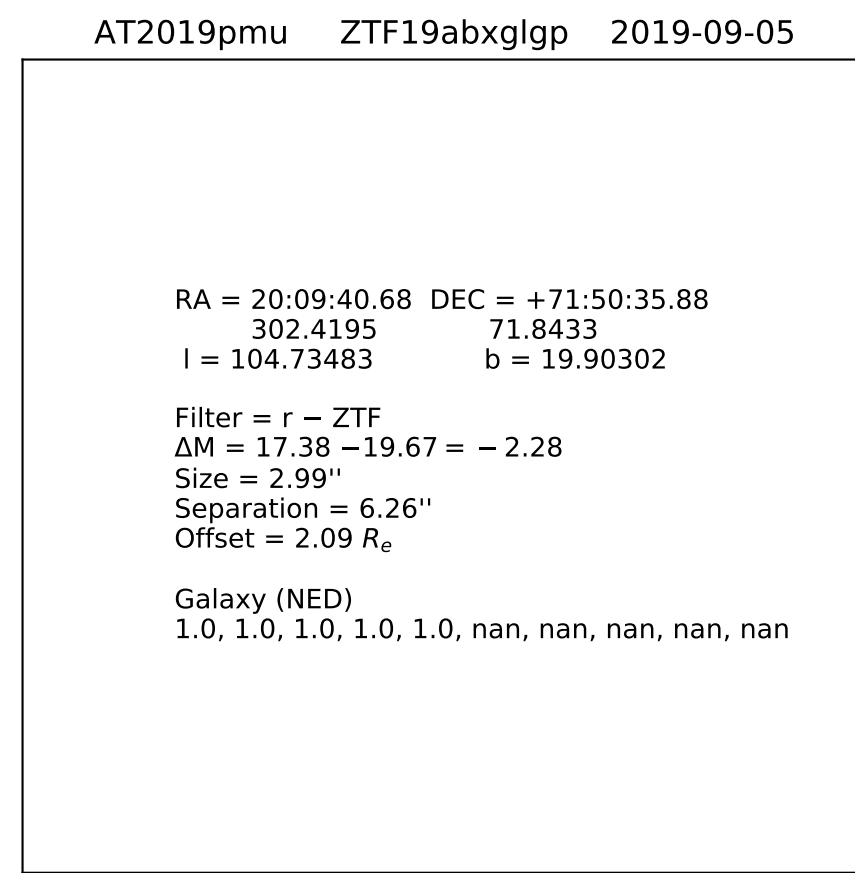 AT2019pmu ZTF19abxglgp 2019-09-05
RA = 20:09:40.68 DEC = +71:50:35.88
302.4195 71.8433
l = 104.73483 b = 19.90302
Filter = r − ZTF
ΔM = 17.38 −19.67 = − 2.28
Size = 2.99''
Separation = 6.26''
Offset = 2.09 Re
Galaxy (NED)
1.0, 1.0, 1.0, 1.0, 1.0, nan, nan, nan, nan, nan